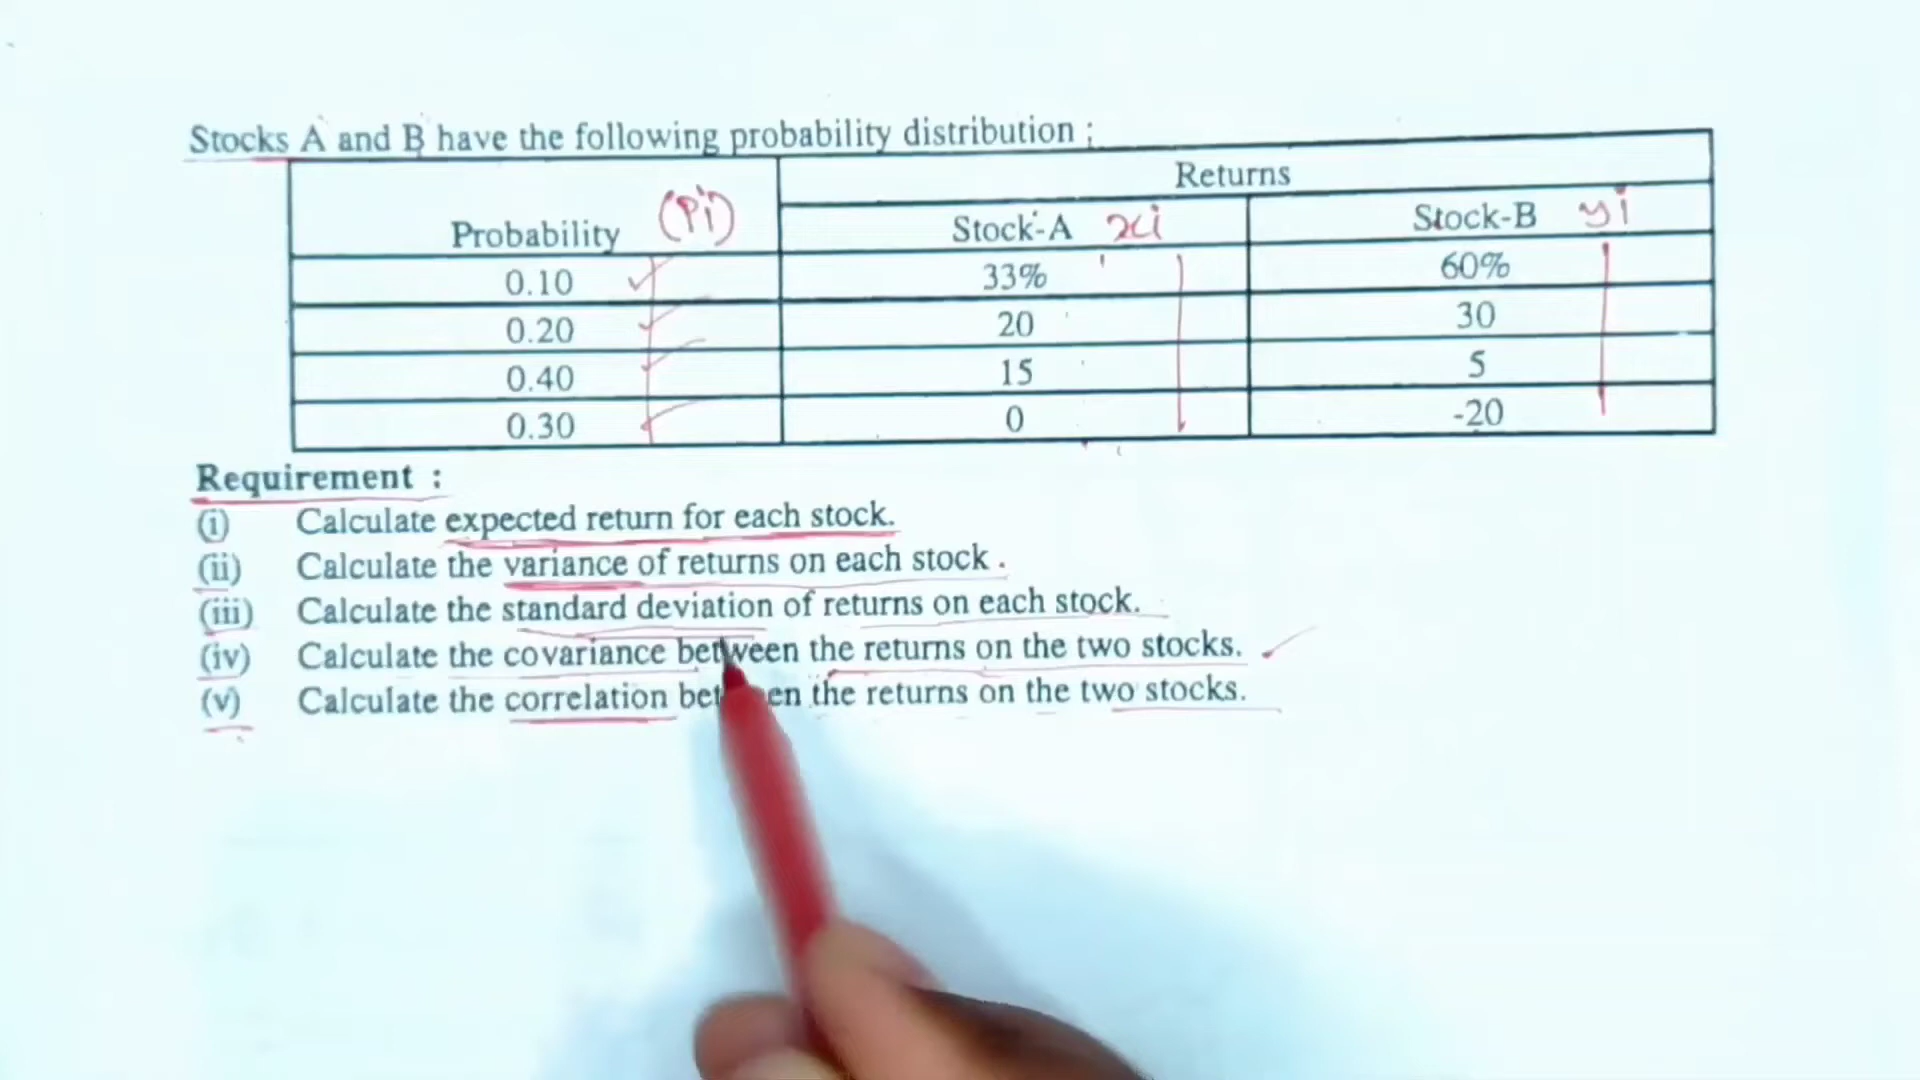 Stocks A and B have the following probability distribution ;
Returns
Probability (Pi) Stock-A xi Stock-B yi
0.10 33% 60%
0.20 20 30
0.40 15 5
0.30 0 -20
Requirement :
(i) Calculate expected return for each stock.
(ii) Calculate the variance of returns on each stock .
(iii) Calculate the standard deviation of returns on each stock.
(iv) Calculate the covariance between the returns on the two stocks.
(v) Calculate the correlation bet en the returns on the two stocks.